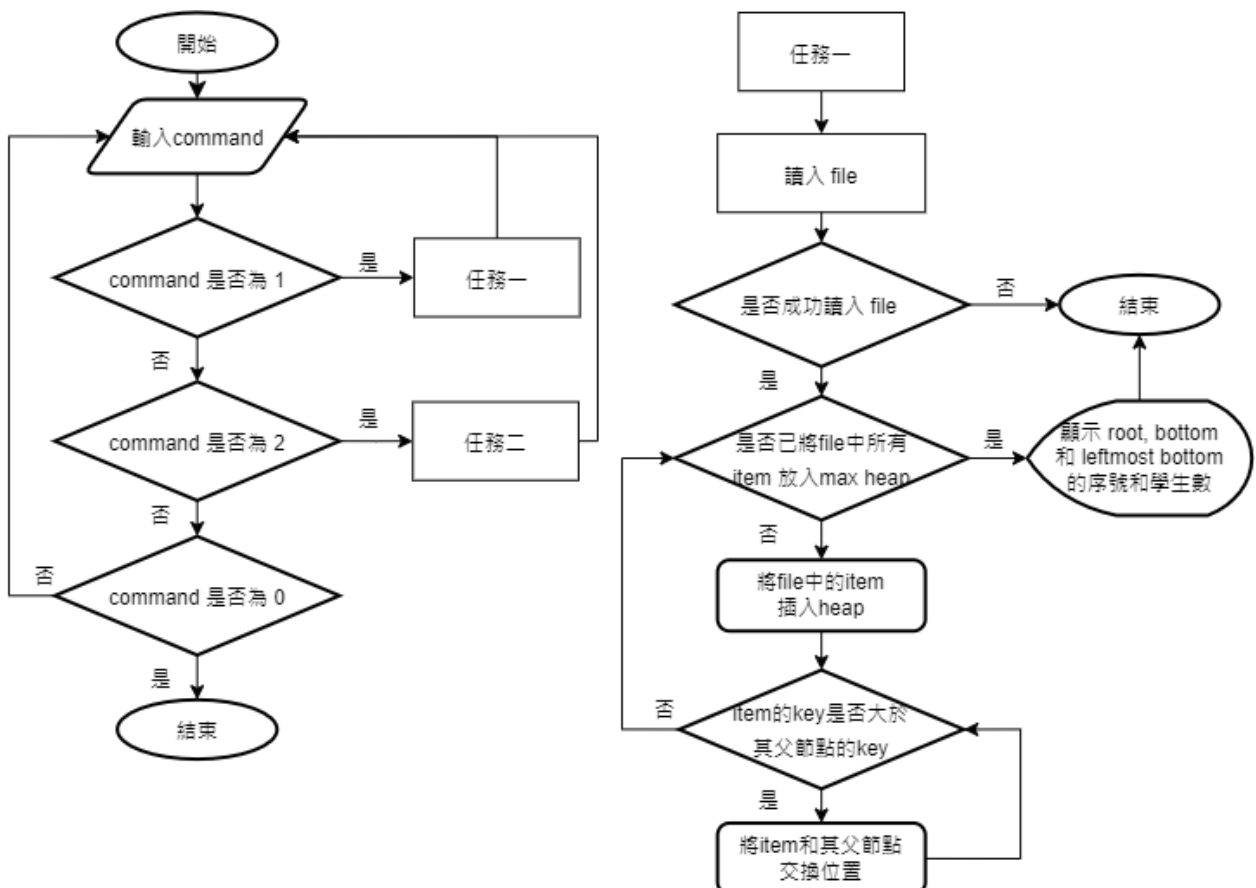 開始
輸入command
command 是否為 1
是
任務一
否
command 是否為 2
是
任務二
否
command 是否為 0
否
是
結束
任務一
讀入 file
是否成功讀入 file
否
結束
是
是否已將file中所有
item 放入max heap
是
顯示 root, bottom
和 leftmost bottom
的序號和學生數
否
將file中的item
插入heap
item的key是否大於
其父節點的key
否
是
將item和其父節點
交換位置